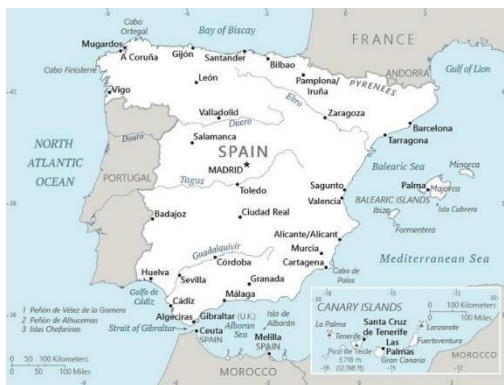 Cabo
Ortegal
Bay of Biscay
FRANCE
Mugardos
A Coruña
Gijón
Santander
Bilbao
ANDORRA
Gulf of Lion
Cabo Finisterre
León
Pamplona/
Iruña
PYRENEES
Vigo
Ebro
Valladolid
Duero
Zaragoza
Barcelona
Tarragona
Salamanca
Douro
NORTH
ATLANTIC
OCEAN
SPAIN
MADRID
Balearic Sea
Minorca
PORTUGAL
Tagus
Toledo
Sagunto
Valencia
Palma
Majorca
BALEARIC ISLANDS
Ibiza
Isla Cabrera
Formentera
Badajoz
Ciudad Real
Alicante/Alicant
Murcia
Cartagena
Cabo de
Palos
Mediterranean Sea
Guadalquivir
Córdoba
Huelva
Sevilla
Granada
Golfo de
Cádiz
Cádiz
Málaga
Algeciras
Gibraltar (U.K.)
Strait of Gibraltar
Ceuta
SPAIN
Alboran
Sea
Isla de
Alborán
Melilla
SPAIN
MOROCCO
1 Peñón de Vélez de la Gomera
2 Peñón de Alhucemas
3 Islas Chafarinas
0 50 100 Kilometers
0 50 100 Miles
CANARY ISLANDS
0 100 Kilometers
0 100 Miles
La Palma
Santa Cruz
de Tenerife
Tenerife
Lanzarote
Las
Palmas
Fuerteventura
Pico de Teide
3,718 m
(12,198 ft)
Gran Canaria
MOROCCO